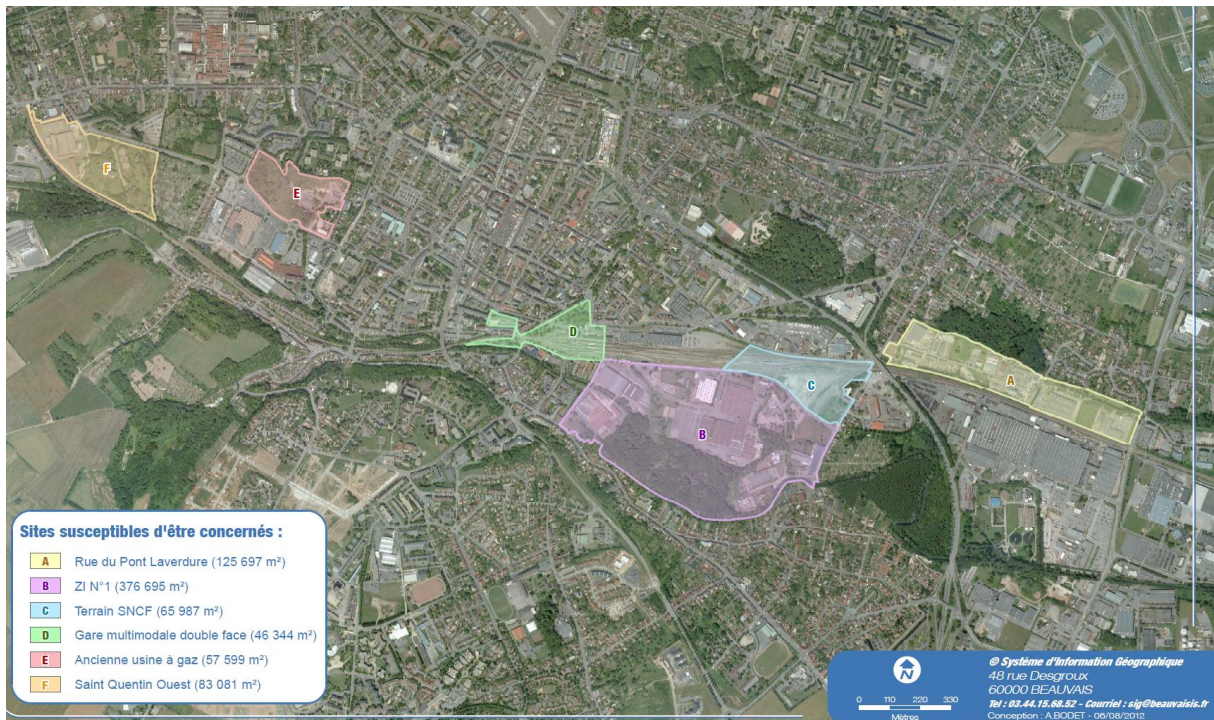 F
E
D
C
A
B
Sites susceptibles d'être concernés :
A Rue du Pont Laverdure (125 697 m²)
B ZI N°1 (376 695 m²)
C Terrain SNCF (65 987 m²)
D Gare multimodale double face (46 344 m²)
E Ancienne usine à gaz (57 599 m²)
F Saint Quentin Ouest (83 081 m²)
N
0 110 220 330
Mètres
© Système d'Information Géographique
48 rue Desgroux
60000 BEAUVAIS
Tel : 03.44.15.68.52 - Courriel : sig@beauvaisis.fr
Conception : A.BODET - 06/08/2012